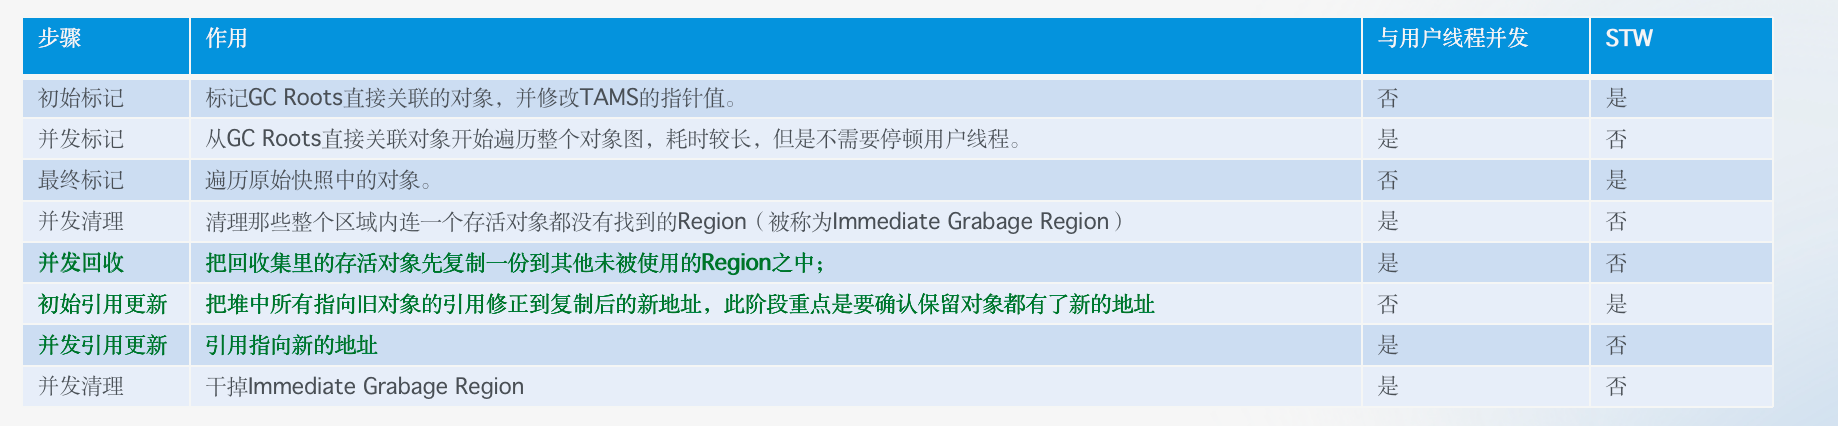 步骤 作用 与用户线程并发 STW
初始标记 标记GC Roots直接关联的对象，并修改TAMS的指针值。 否 是
并发标记 从GC Roots直接关联对象开始遍历整个对象图，耗时较长，但是不需要停顿用户线程。 是 否
最终标记 遍历原始快照中的对象。 否 是
并发清理 清理那些整个区域内连一个存活对象都没有找到的Region（被称为Immediate Grabage Region） 是 否
并发回收 把回收集里的存活对象先复制一份到其他未被使用的Region之中； 是 否
初始引用更新 把堆中所有指向旧对象的引用修正到复制后的新地址，此阶段重点是要确认保留对象都有了新的地址 否 是
并发引用更新 引用指向新的地址 是 否
并发清理 干掉Immediate Grabage Region 是 否